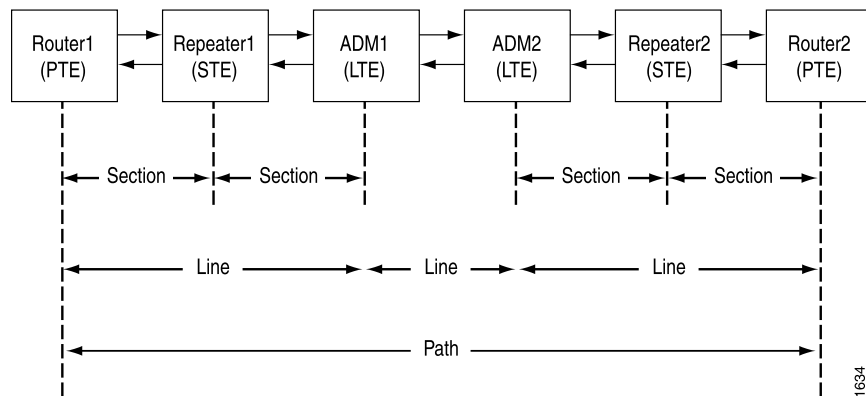 Router1
(PTE)
Repeater1
(STE)
ADM1
(LTE)
ADM2
(LTE)
Repeater2
(STE)
Router2
(PTE)
Section
Section
Section
Section
Line
Line
Line
Path
1634